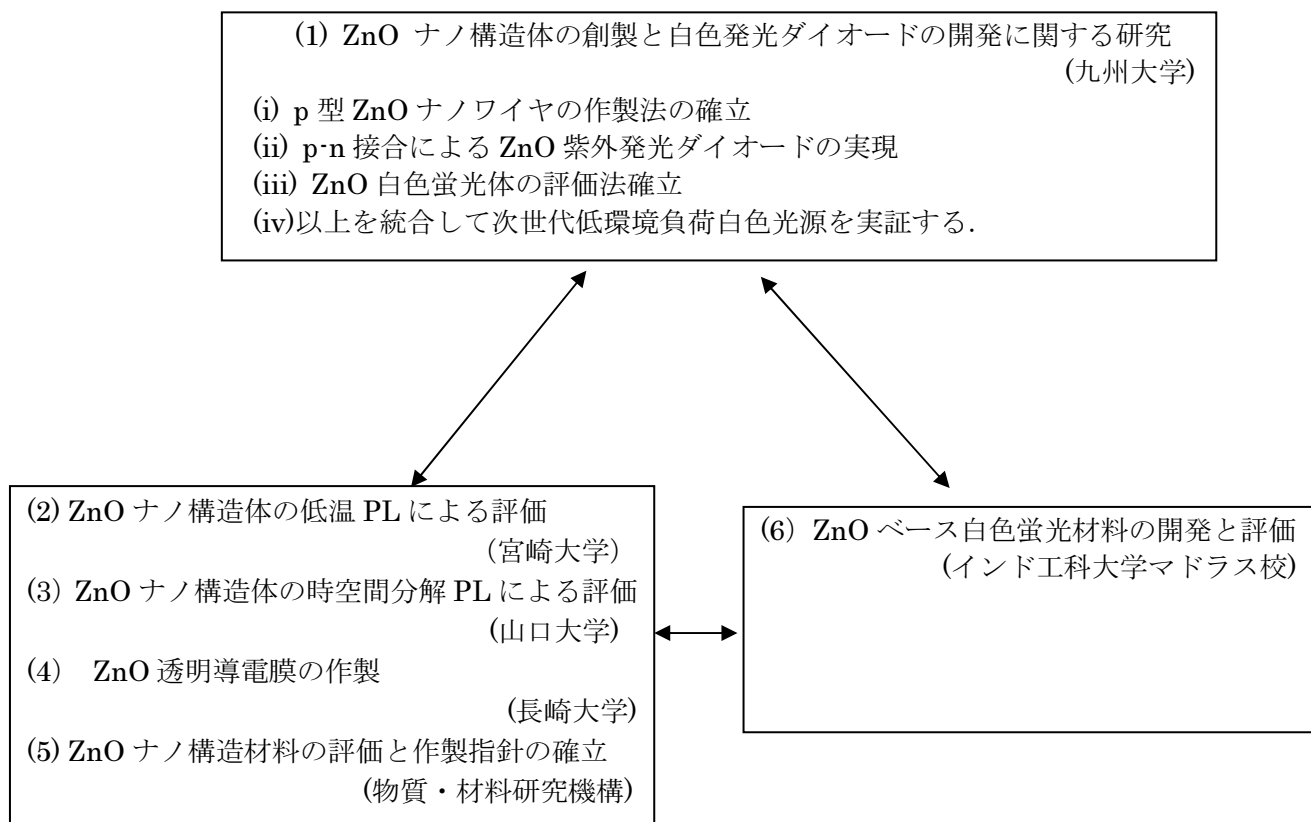 (1) ZnO ナノ構造体の創製と白色発光ダイオードの開発に関する研究
(九州大学)
(i) p 型 ZnO ナノワイヤの作製法の確立
(ii) p-n 接合による ZnO 紫外発光ダイオードの実現
(iii) ZnO 白色蛍光体の評価法確立
(iv)以上を統合して次世代低環境負荷白色光源を実証する.
(2) ZnO ナノ構造体の低温 PL による評価
(宮崎大学)
(3) ZnO ナノ構造体の時空間分解 PL による評価
(山口大学)
(4) ZnO 透明導電膜の作製
(長崎大学)
(5) ZnO ナノ構造材料の評価と作製指針の確立
(物質・材料研究機構)
(6) ZnO ベース白色蛍光材料の開発と評価
(インド工科大学マドラス校)